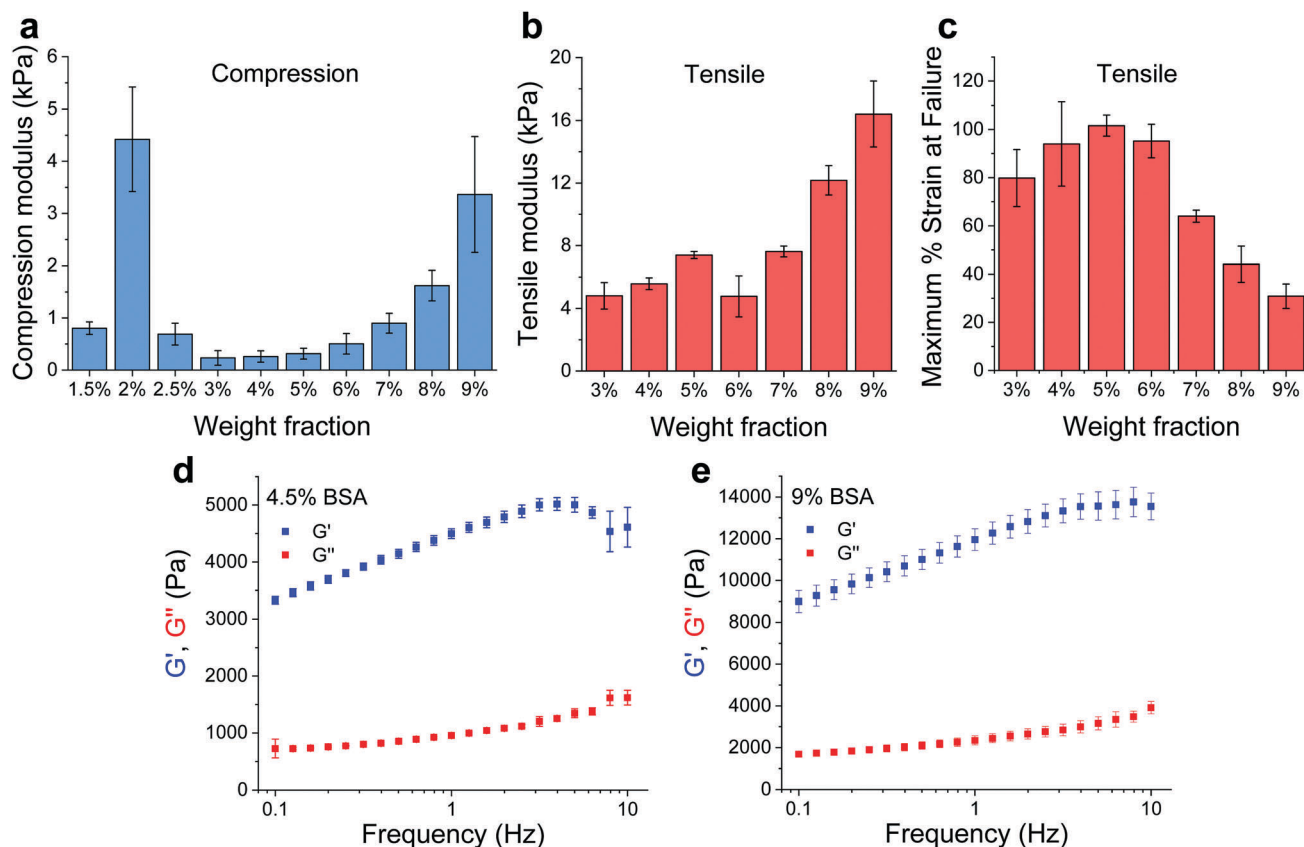 a
Compression
Compression modulus (kPa)
6
5
4
3
2
1
0
1.5% 2% 2.5% 3% 4% 5% 6% 7% 8% 9%
Weight fraction
b
Tensile
Tensile modulus (kPa)
20
16
12
8
4
0
3% 4% 5% 6% 7% 8% 9%
Weight fraction
c
Tensile
Maximum % Strain at Failure
120
100
80
60
40
20
0
3% 4% 5% 6% 7% 8% 9%
Weight fraction
d
4.5% BSA
G'
G"
G', G" (Pa)
5000
4000
3000
2000
1000
0
0.1 1 10
Frequency (Hz)
e
9% BSA
G'
G"
G', G" (Pa)
14000
12000
10000
8000
6000
4000
2000
0
0.1 1 10
Frequency (Hz)